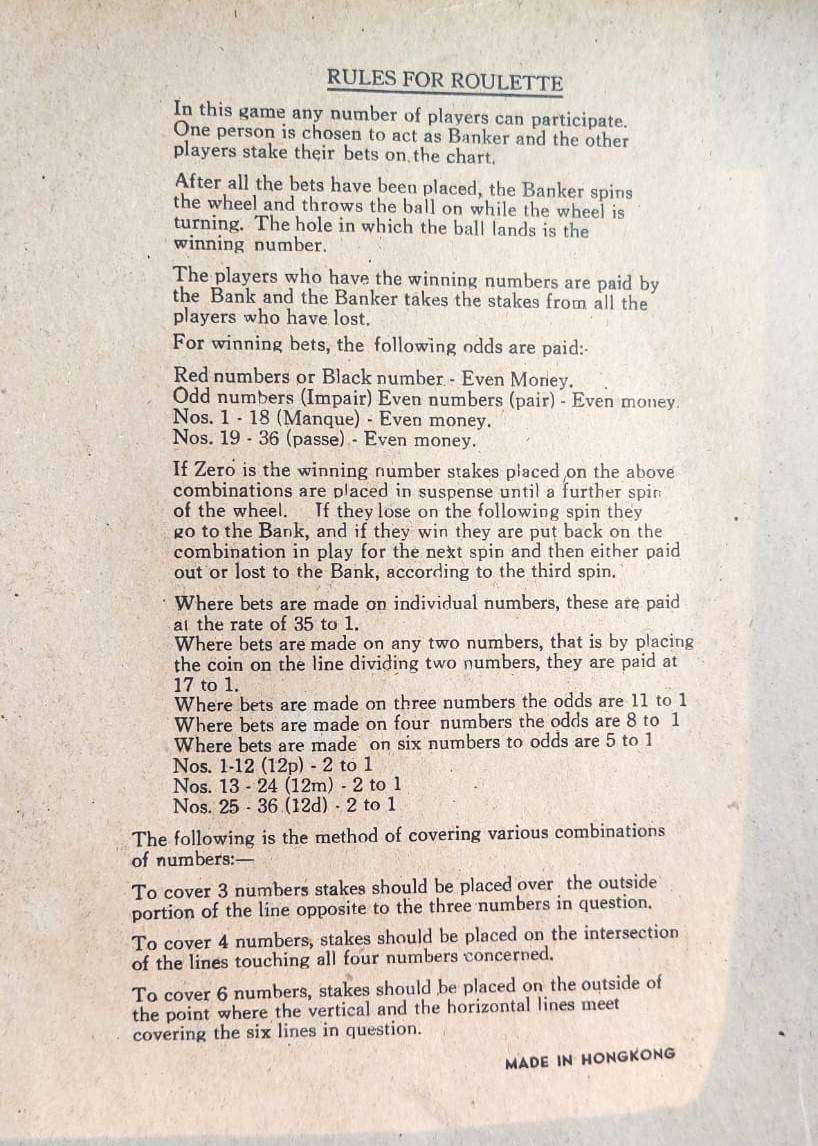 RULES FOR ROULETTE
In this game any number of players can participate.
One person is chosen to act as Banker and the other
players stake their bets on the chart.
After all the bets have been placed, the Banker spins
the wheel and throws the ball on while the wheel is
turning. The hole in which the ball lands is the
winning number.
The players who have the winning numbers are paid by
the Bank and the Banker takes the stakes from all the
players who have lost.
For winning bets, the following odds are paid:-
Red numbers or Black number - Even Money.
Odd numbers (Impair) Even numbers (pair) - Even money.
Nos. 1 - 18 (Manque) - Even money.
Nos. 19 - 36 (passe) - Even money.
If Zero is the winning number stakes placed on the above
combinations are placed in suspense until a further spin
of the wheel. If they lose on the following spin they
go to the Bank, and if they win they are put back on the
combination in play for the next spin and then either paid
out or lost to the Bank, according to the third spin.
Where bets are made on individual numbers, these are paid
at the rate of 35 to 1.
Where bets are made on any two numbers, that is by placing
the coin on the line dividing two numbers, they are paid at
17 to 1.
Where bets are made on three numbers the odds are 11 to 1
Where bets are made on four numbers the odds are 8 to 1
Where bets are made on six numbers to odds are 5 to 1
Nos. 1-12 (12p) - 2 to 1
Nos. 13 - 24 (12m) - 2 to 1
Nos. 25 - 36 (12d) - 2 to 1
The following is the method of covering various combinations
of numbers:—
To cover 3 numbers stakes should be placed over the outside
portion of the line opposite to the three numbers in question.
To cover 4 numbers, stakes should be placed on the intersection
of the lines touching all four numbers concerned.
To cover 6 numbers, stakes should be placed on the outside of
the point where the vertical and the horizontal lines meet
covering the six lines in question.
MADE IN HONGKONG